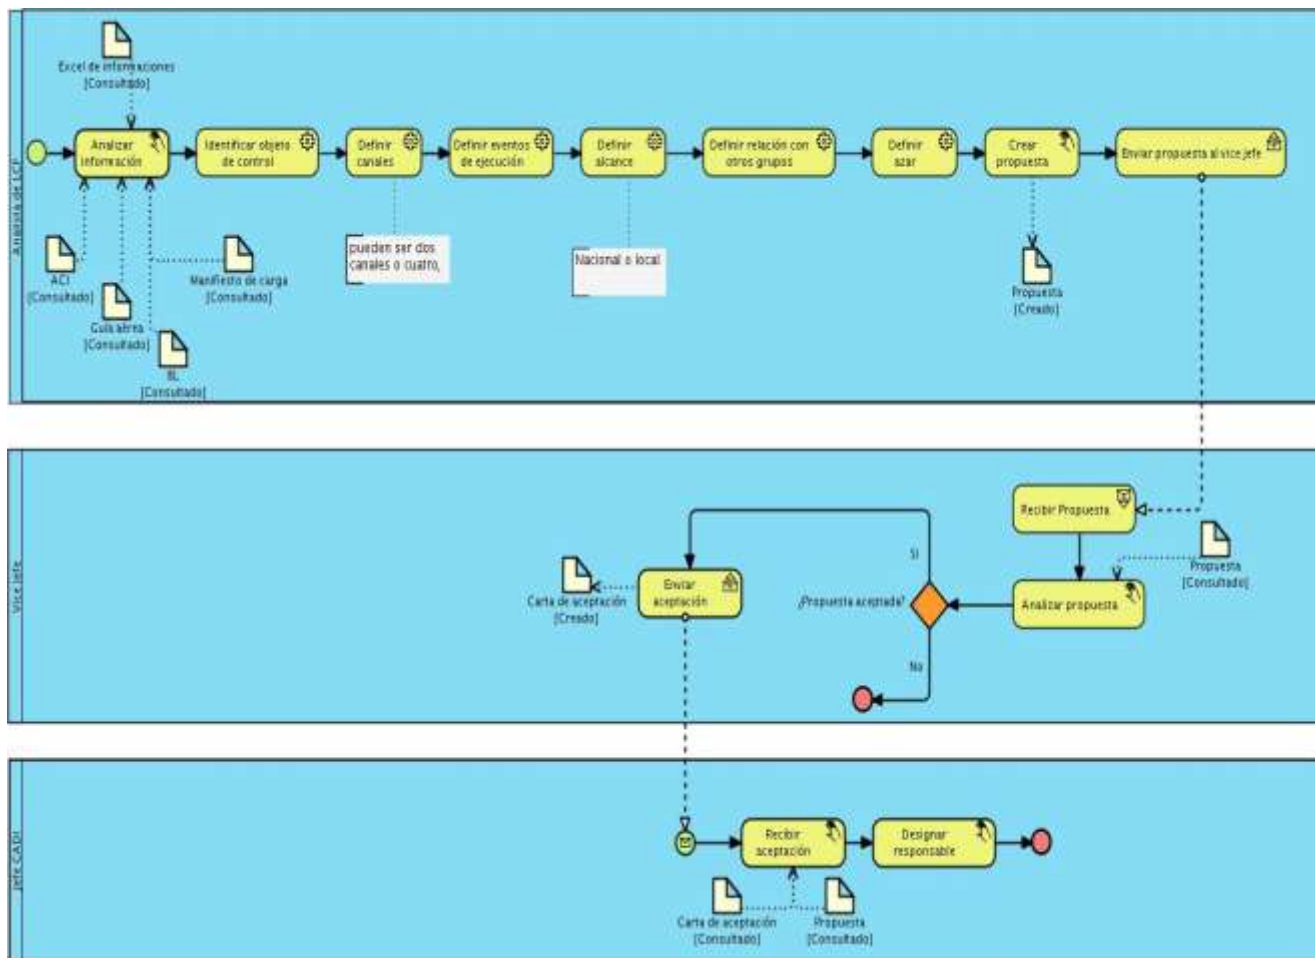 Analista de LCP
Excel de informaciones
[Consultado]
Analizar
información
Identificar objeto
de control
Definir
canales
Definir eventos
de ejecución
Definir
alcance
Definir relación con
otros grupos
Definir
azar
Crear
propuesta
Enviar propuesta al vice jefe
ACI
[Consultado]
Guía aérea
[Consultado]
BL
[Consultado]
Manifiesto de carga
[Consultado]
pueden ser dos
canales o cuatro,
Nacional o local
Propuesta
[Creado]
Vice Jefe
Recibir Propuesta
Propuesta
[Consultado]
Analizar propuesta
¿Propuesta aceptada?
Si
No
Enviar
aceptación
Carta de aceptación
[Creado]
Jefe CADI
Recibir
aceptación
Designar
responsable
Carta de aceptación
[Consultado]
Propuesta
[Consultado]